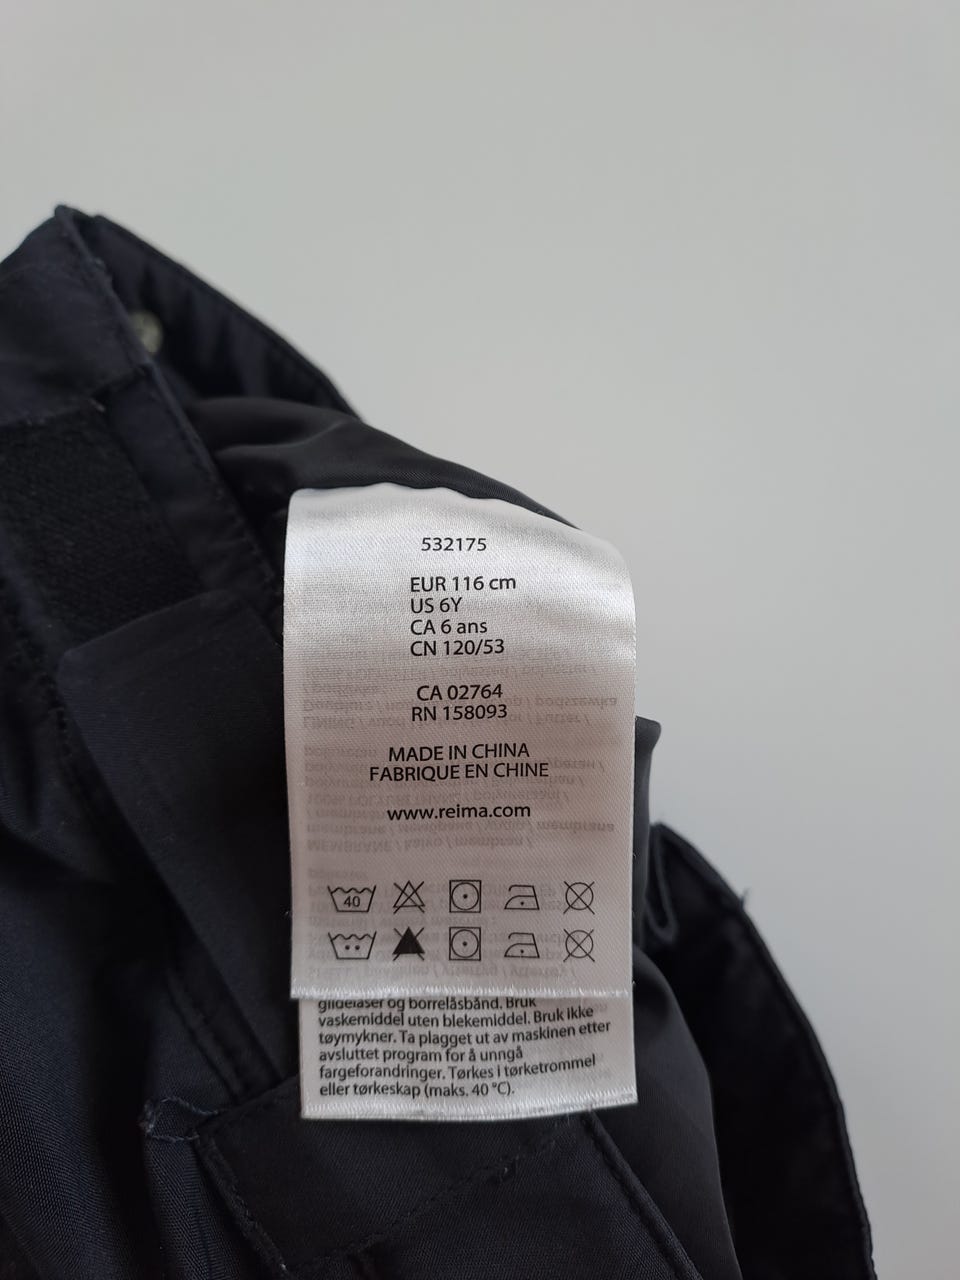 532175
EUR 116 cm
US 6Y
CA 6 ans
CN 120/53
CA 02764
RN 158093
MADE IN CHINA
FABRIQUE EN CHINE
www.reima.com
40
glidelåser og borrelåsbånd. Bruk
vaskemiddel uten blekemiddel. Bruk ikke
tøymykner. Ta plagget ut av maskinen etter
avsluttet program for å unngå
fargeforandringer. Tørkes i tørketrommel
eller tørkeskap (maks. 40 °C).